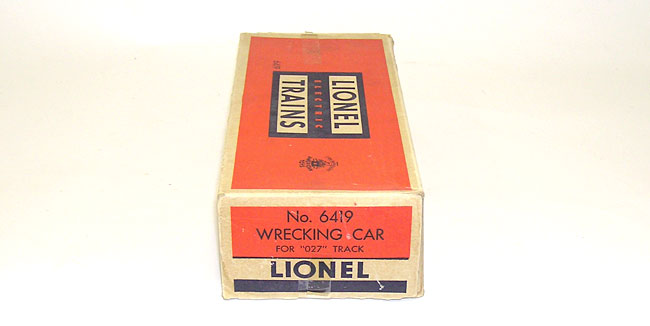 LIONEL
ELECTRIC
TRAINS
No. 6419
WRECKING CAR
FOR "027" TRACK
LIONEL